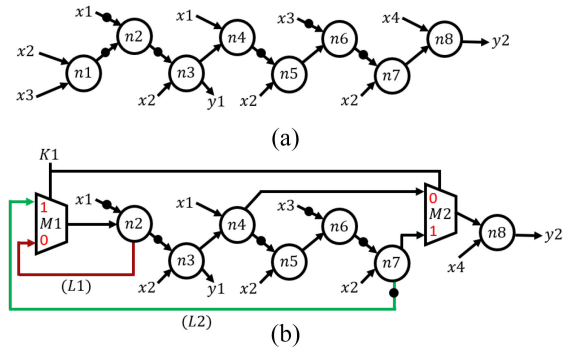 x1 n2 x1 n4 x3 n6 x4 n8 y2
x2 n1 n3 n5 n7
x3 x2 y1 x2 x2
(a)
K1
1 M1 0 x1 n2 x1 n4 x3 n6 0 M2 1 n8 y2
n3 n5 n7
(L1) x2 y1 x2 x2 x4
(L2)
(b)